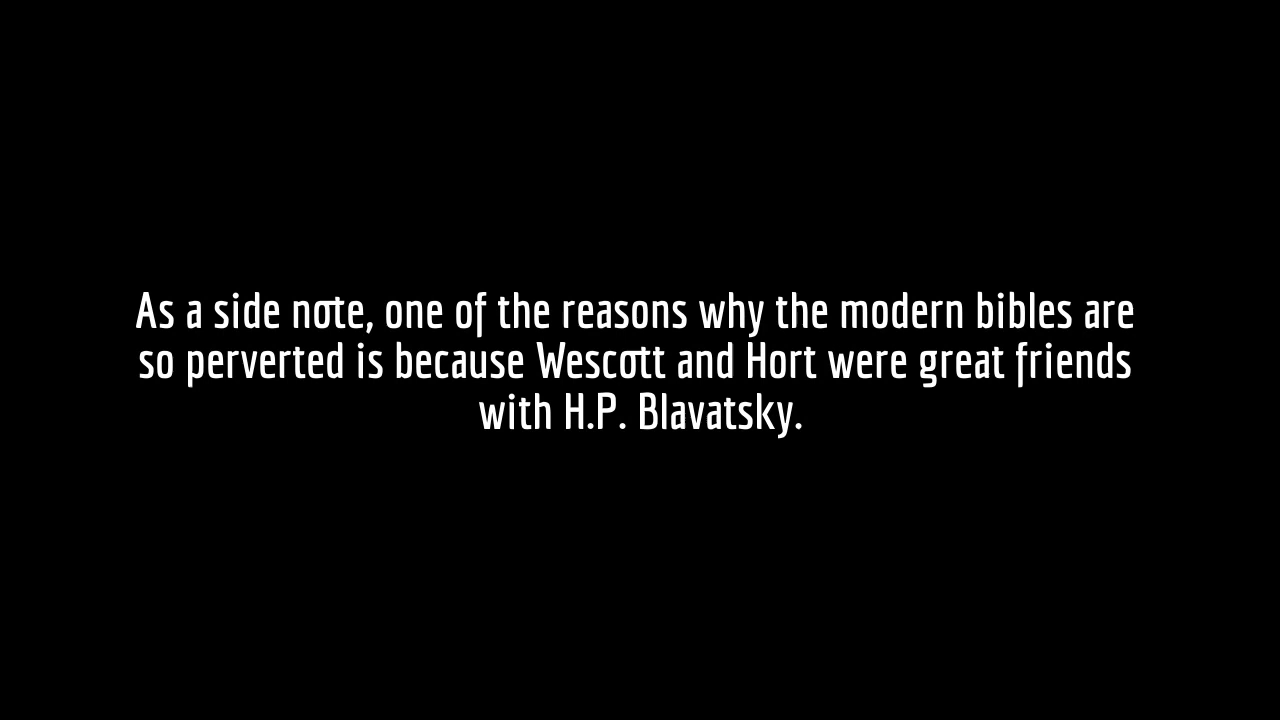 As a side note, one of the reasons why the modern bibles are
so perverted is because Wescott and Hort were great friends
with H.P. Blavatsky.